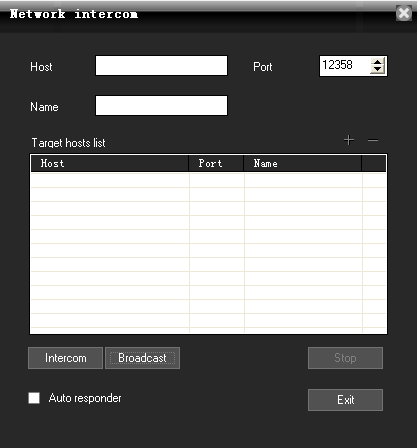 Network intercom
Host
Port
12358
Name
Target hosts list
Host Port Name
Intercom Broadcast Stop
Auto responder
Exit